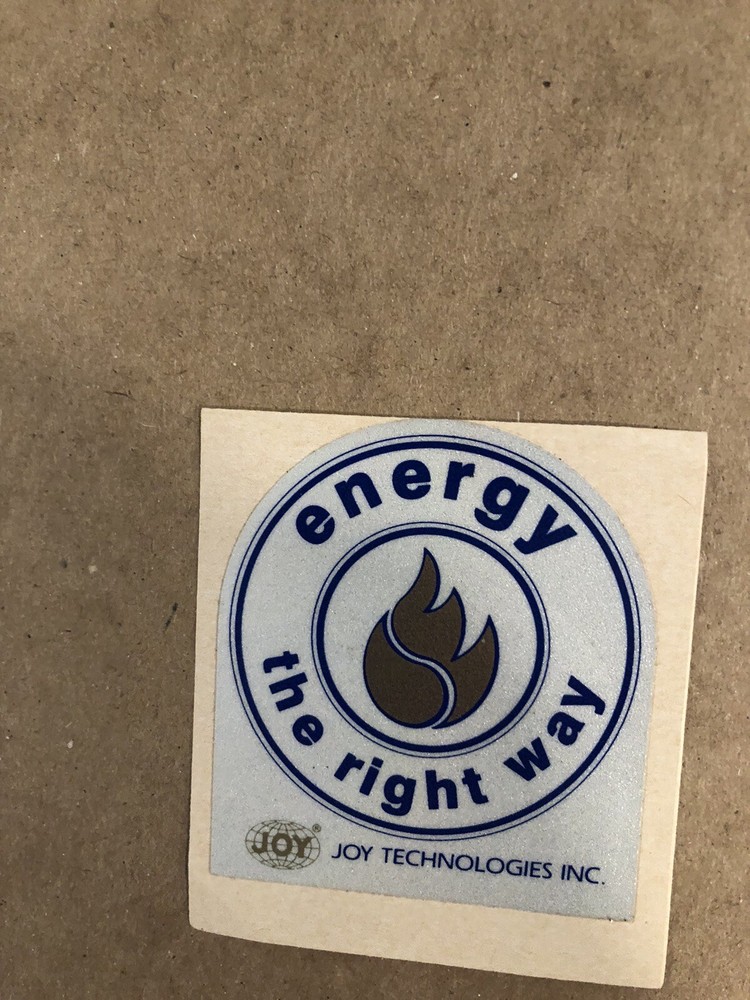 energy
the right way
JOY®
JOY TECHNOLOGIES INC.